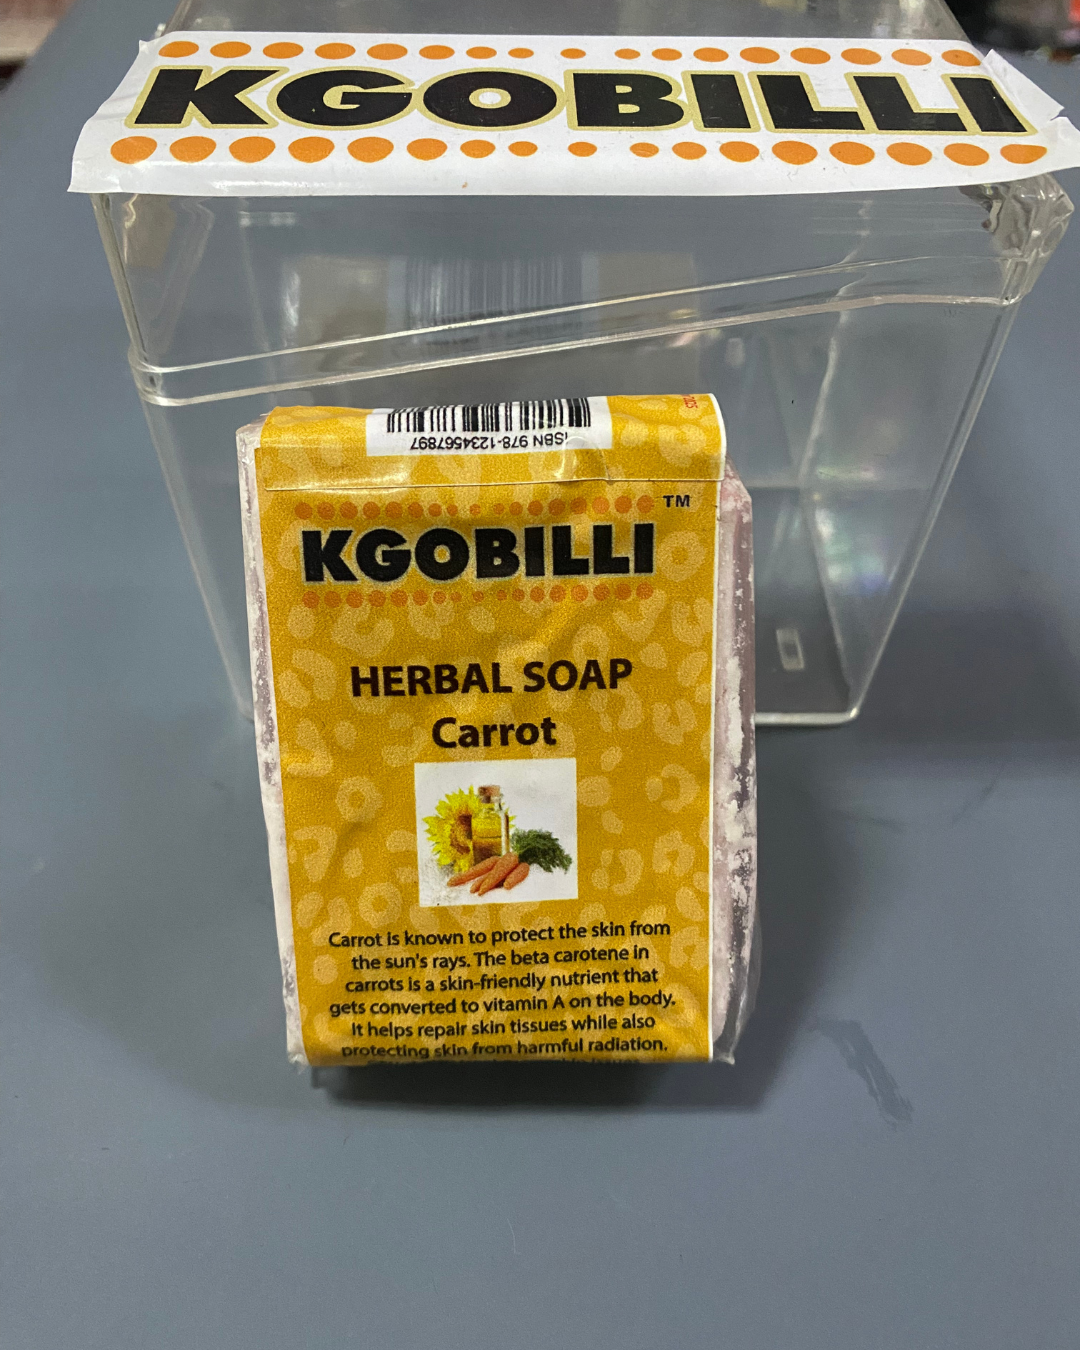 KGOBILLI
ISBN 978-1234567897
KGOBILLI TM
HERBAL SOAP
Carrot
Carrot is known to protect the skin from
the sun's rays. The beta carotene in
carrots is a skin-friendly nutrient that
gets converted to vitamin A on the body.
It helps repair skin tissues while also
protecting skin from harmful radiation.